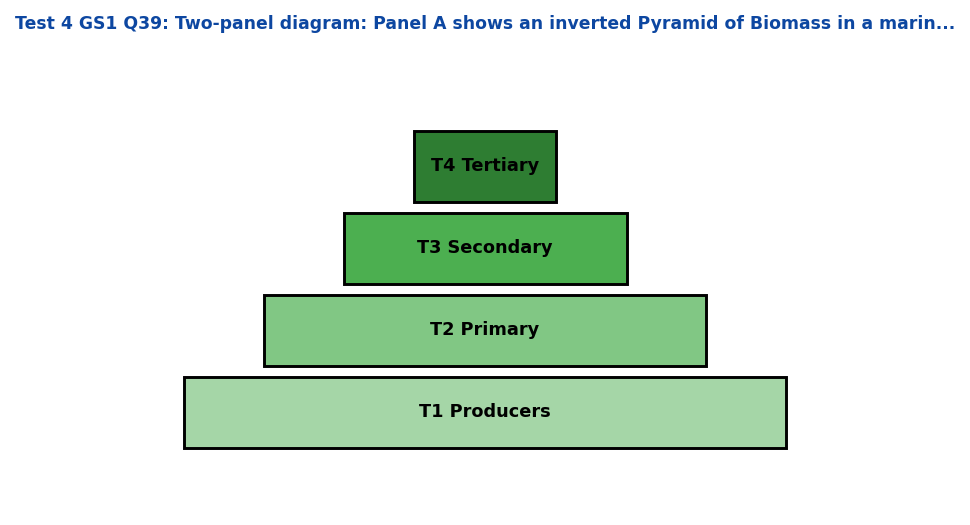 Test 4 GS1 Q39: Two-panel diagram: Panel A shows an inverted Pyramid of Biomass in a marin...
T4 Tertiary
T3 Secondary
T2 Primary
T1 Producers